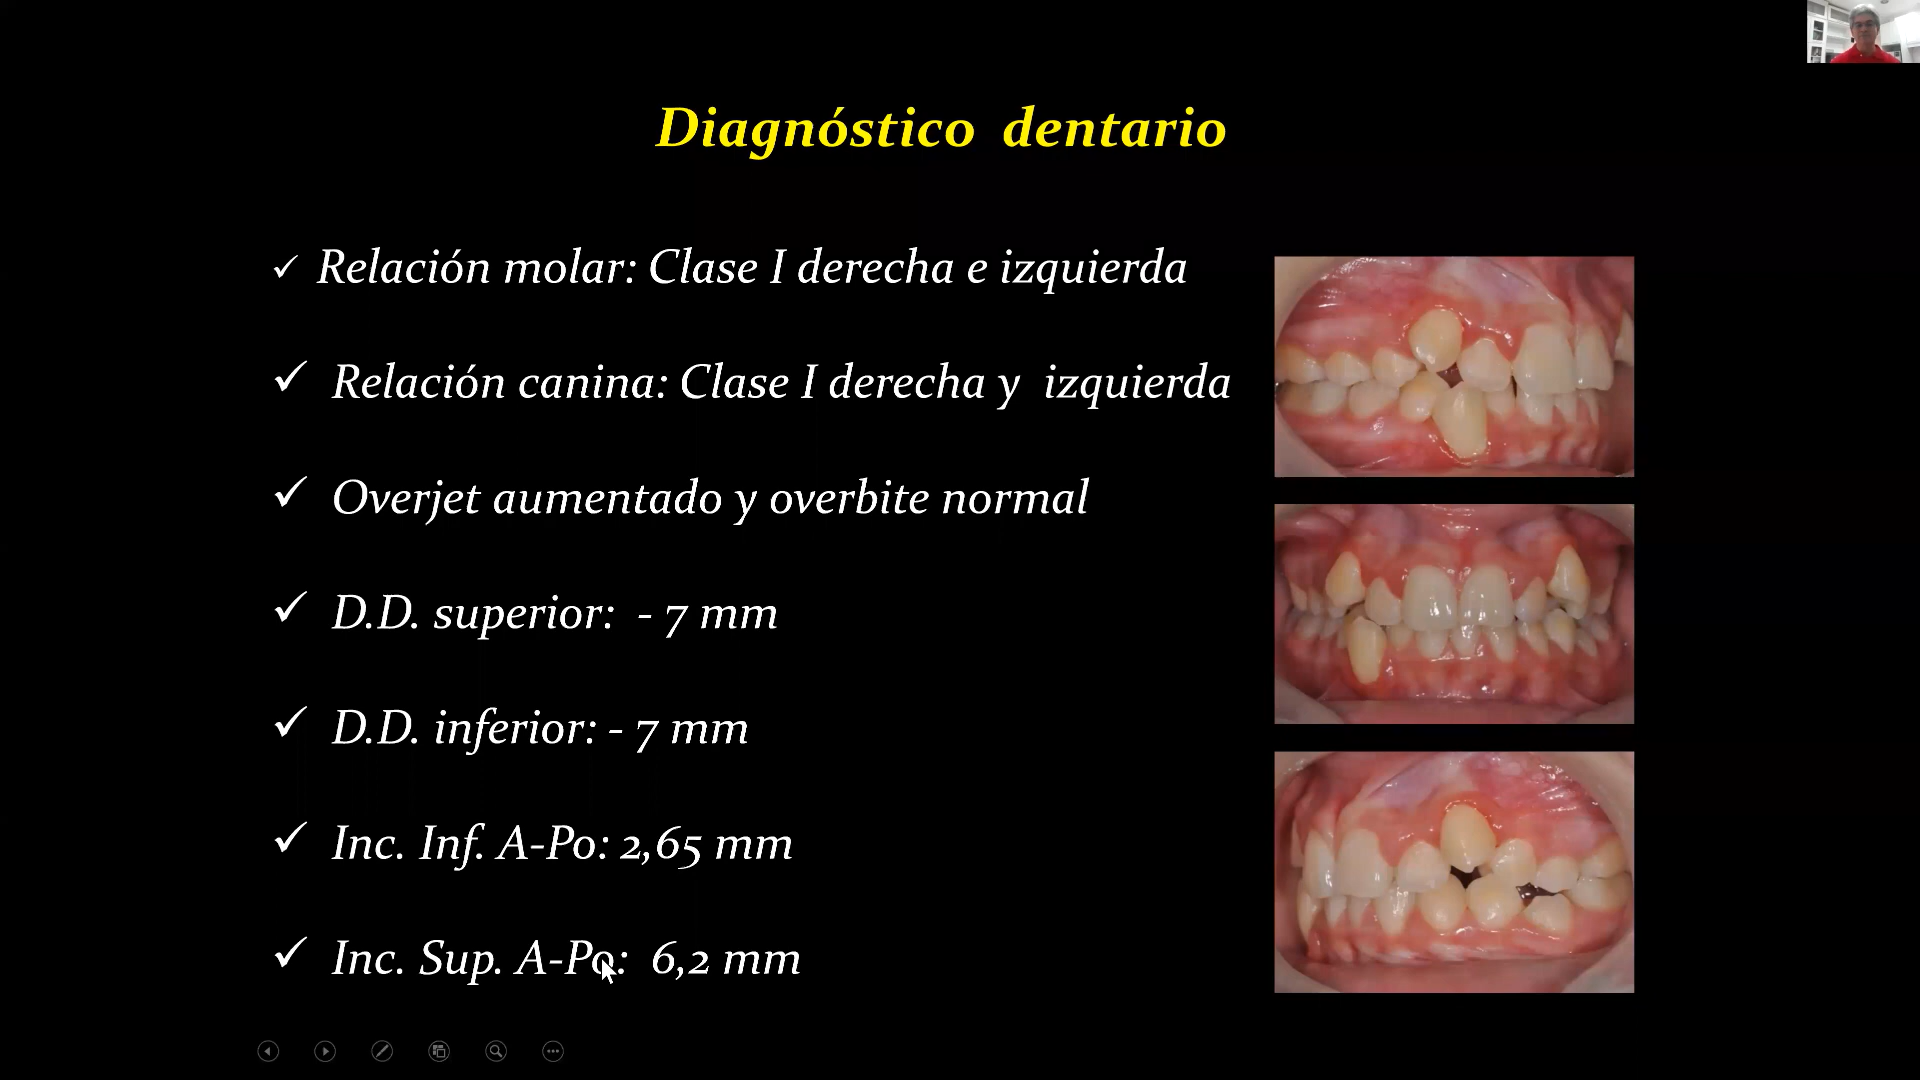 Diagnóstico dentario
✓ Relación molar: Clase I derecha e izquierda
✓ Relación canina: Clase I derecha y izquierda
✓ Overjet aumentado y overbite normal
✓ D.D. superior: - 7 mm
✓ D.D. inferior: - 7 mm
✓ Inc. Inf. A-Po: 2,65 mm
✓ Inc. Sup. A-Po: 6,2 mm